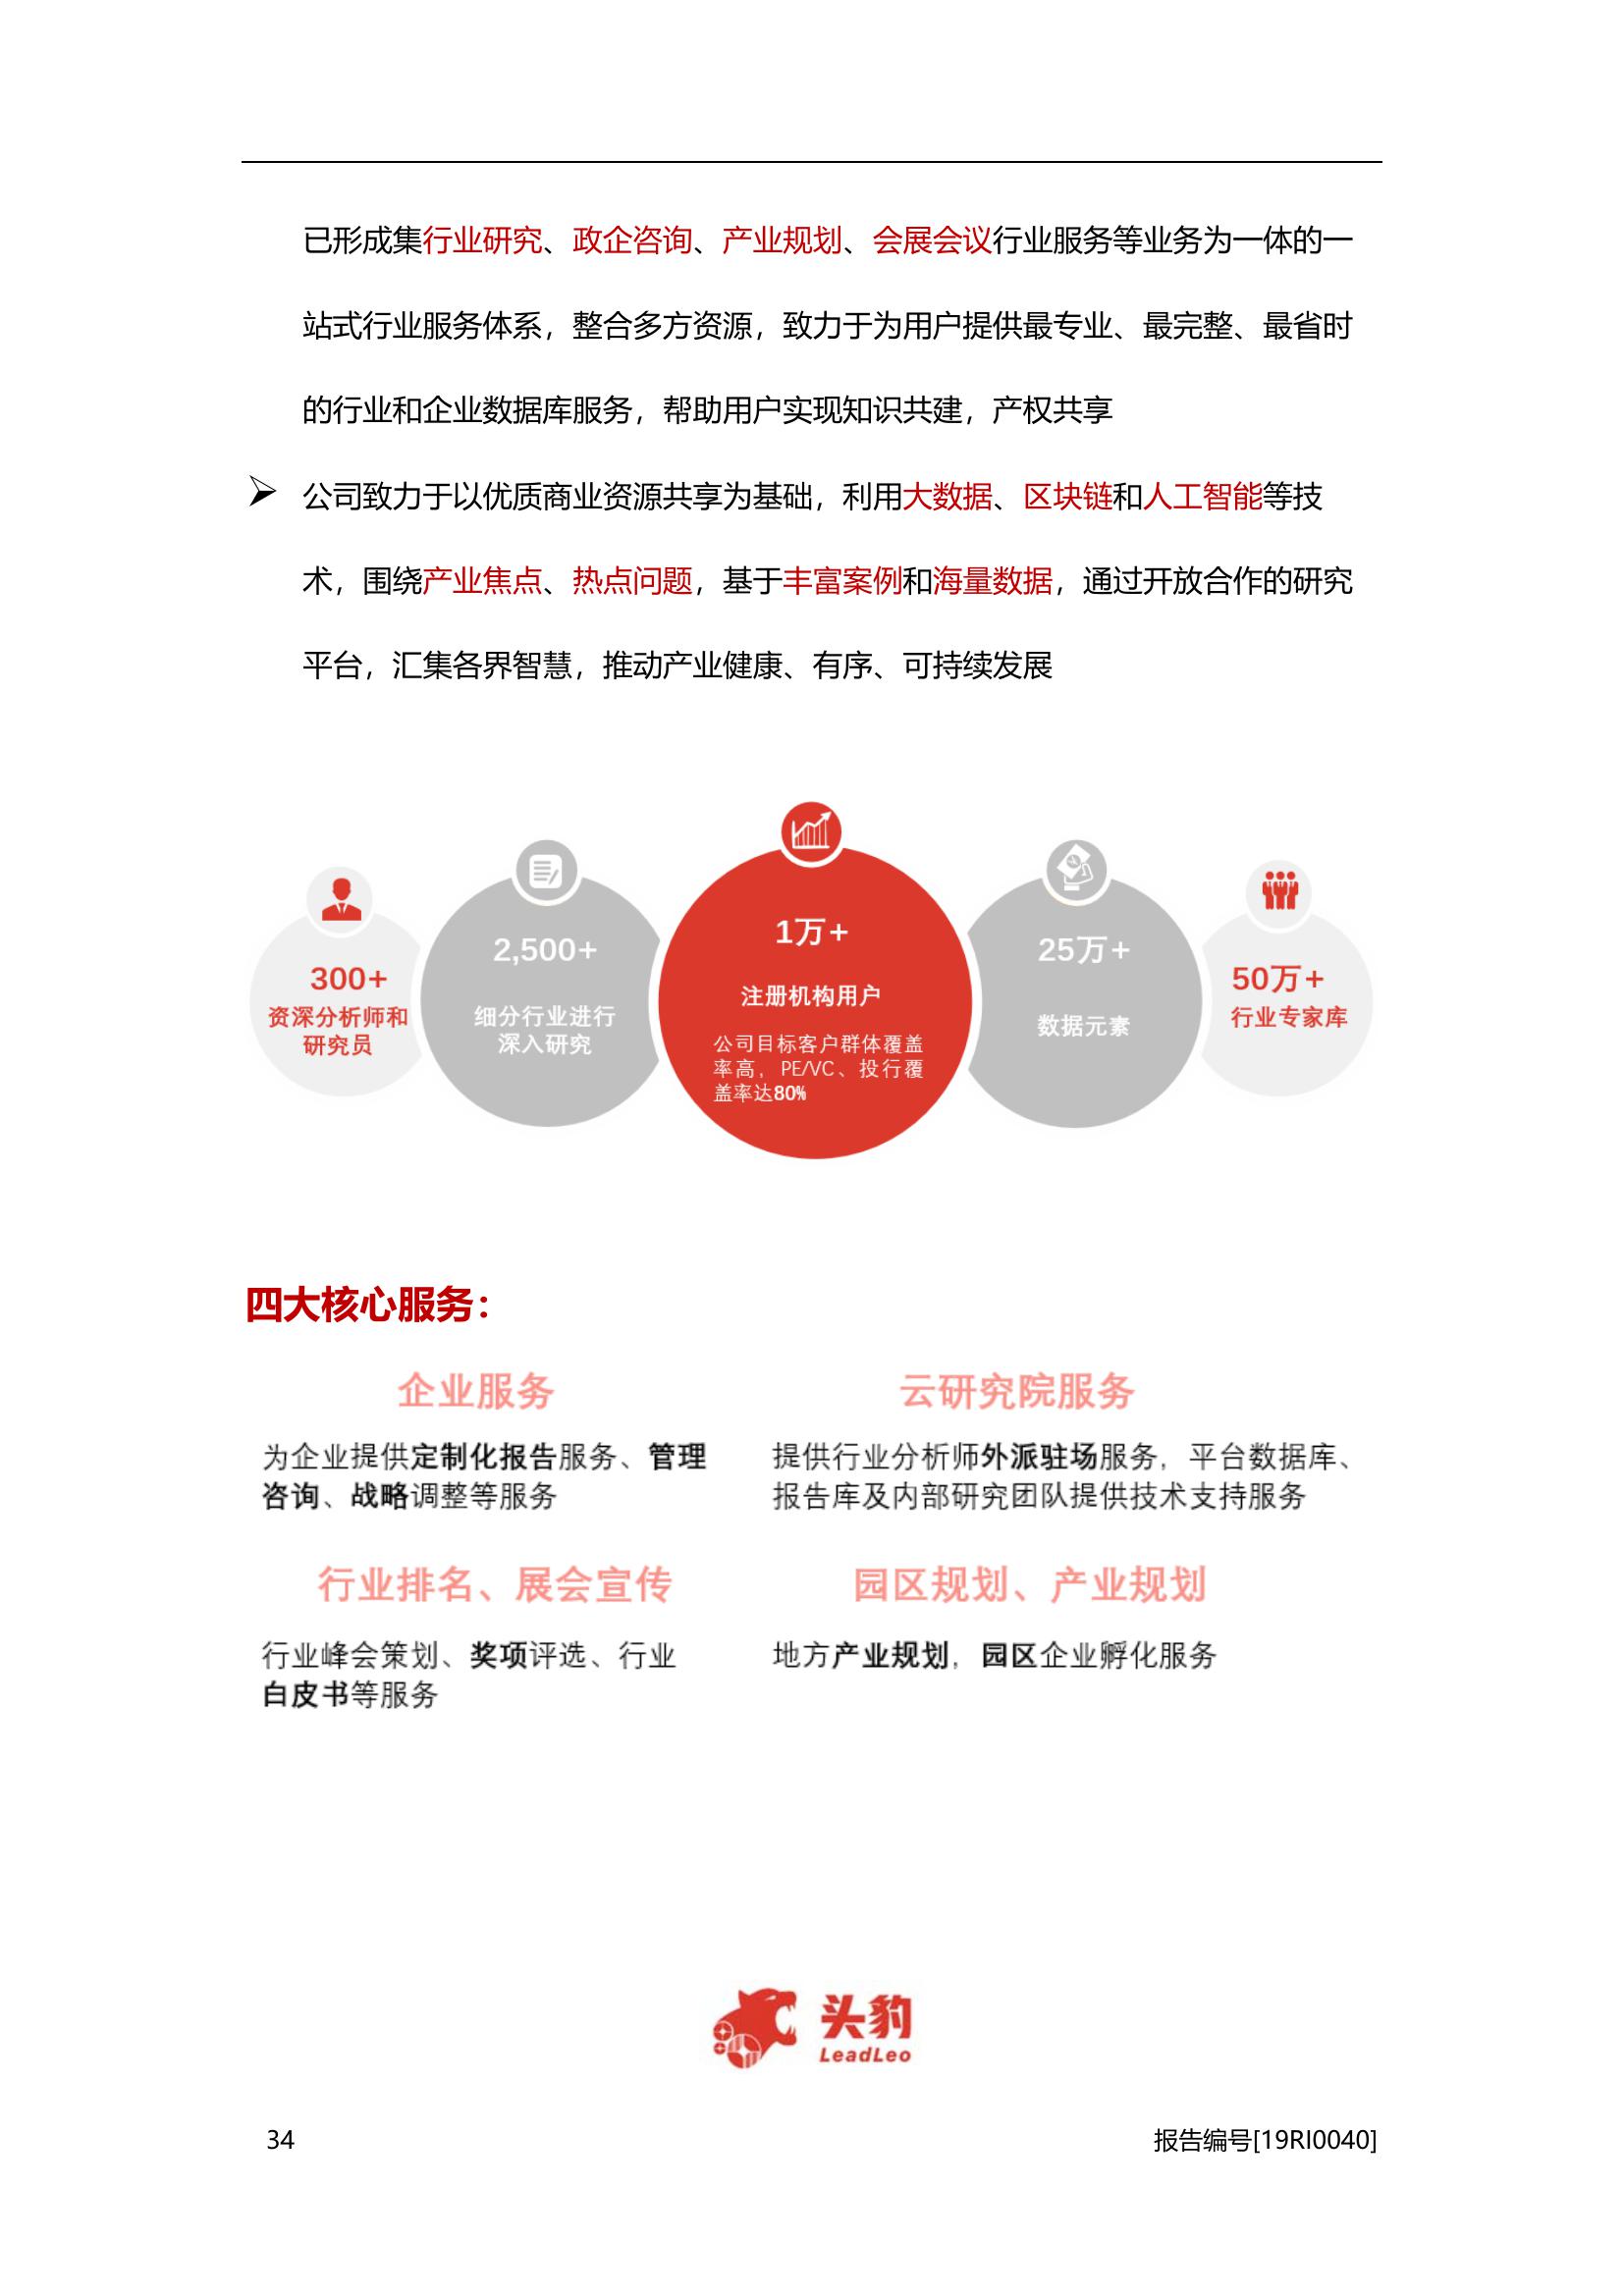 已形成集行业研究、政企咨询、产业规划、会展会议行业服务等业务为一体的一
站式行业服务体系，整合多方资源，致力于为用户提供最专业、最完整、最省时
的行业和企业数据库服务，帮助用户实现知识共建，产权共享
➢ 公司致力于以优质商业资源共享为基础，利用大数据、区块链和人工智能等技
术，围绕产业焦点、热点问题，基于丰富案例和海量数据，通过开放合作的研究
平台，汇集各界智慧，推动产业健康、有序、可持续发展
300+
资深分析师和
研究员
2,500+
细分行业进行
深入研究
1万+
注册机构用户
公司目标客户群体覆盖
率高，PE/VC、投行覆
盖率达80%
25万+
数据元素
50万+
行业专家库
四大核心服务：
企业服务
为企业提供定制化报告服务、管理
咨询、战略调整等服务
云研究院服务
提供行业分析师外派驻场服务，平台数据库、
报告库及内部研究团队提供技术支持服务
行业排名、展会宣传
行业峰会策划、奖项评选、行业
白皮书等服务
园区规划、产业规划
地方产业规划，园区企业孵化服务
头豹
LeadLeo
34
报告编号[19RI0040]